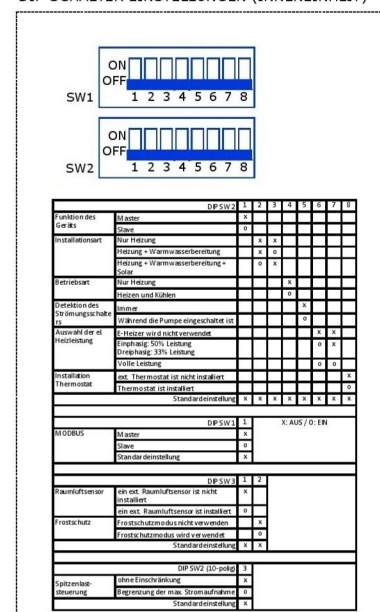 ON
OFF
SW1 1 2 3 4 5 6 7 8
ON
OFF
SW2 1 2 3 4 5 6 7 8
DIP SW2 1 2 3 4 5 6 7 8
Funktion des Geräts Master x
Slave o
Installationsart Nur Heizung x x
Heizung + Warmwasserbereitung x o
Heizung + Warmwasserbereitung + Solar o x
Betriebsart Nur Heizung x
Heizen und Kühlen o
Detektion des Strömungsschalters Immer x
Während die Pumpe eingeschaltet ist o
Auswahl der el Heizleistung E-Heizer wird nicht verwendet x x
Einphasig: 50% Leistung
Dreiphasig: 33% Leistung o x
Volle Leistung o o
Installation Thermostat ext. Thermostat ist nicht installiert x
Thermostat ist installiert o
Standardeinstellung x x x x x x x x
DIP SW1 1 X: AUS / O: EIN
MODBUS Master x
Slave o
Standardeinstellung x
DIP SW3 1 2
Raumluftsensor ein ext. Raumluftsensor ist nicht installiert x
ein ext. Raumluftsensor ist installiert o
Frostschutz Frostschutzmodus nicht verwenden x
Frostschutzmodus wird verwendet o
Standardeinstellung x x
DIP SW2 (10-polig) 3
Spitzenlast-steuerung ohne Einschränkung x
Begrenzung der max. Stromaufnahme o
Standardeinstellung x